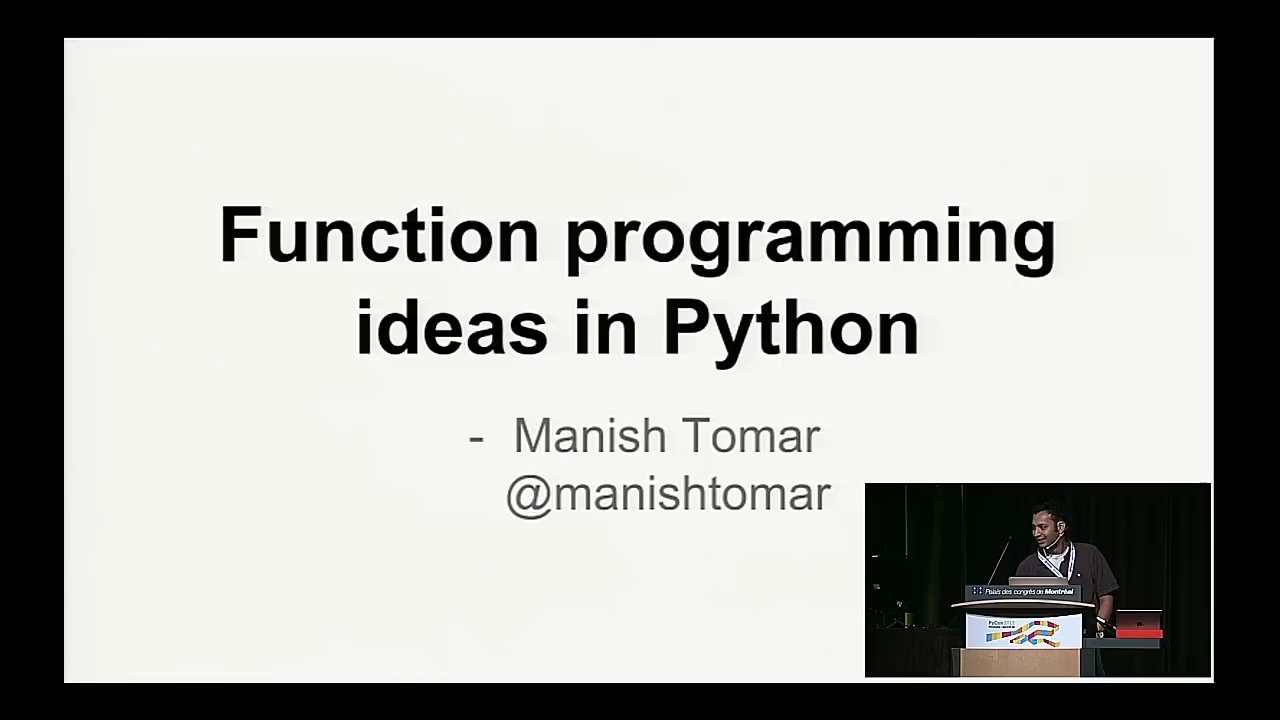 Function programming
ideas in Python
- Manish Tomar
@manishtomar
Palais des congrès de Montréal
PyCon 2015